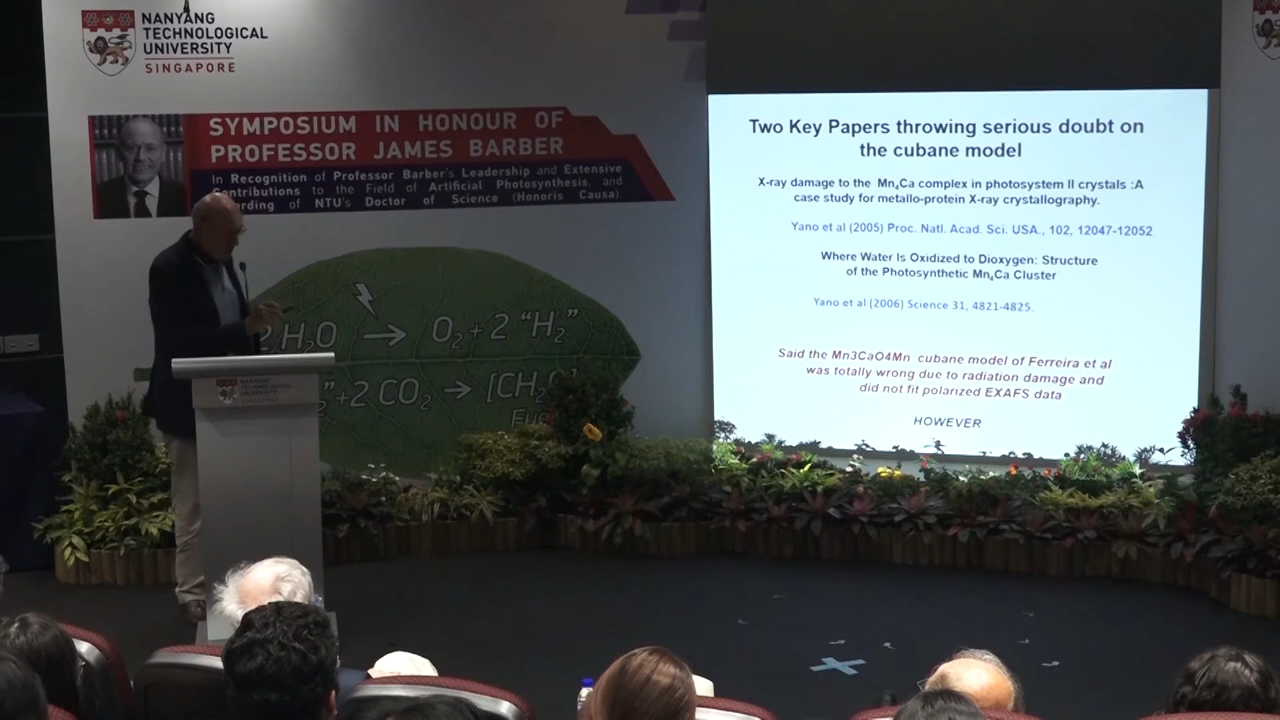 NANYANG
TECHNOLOGICAL
UNIVERSITY
SINGAPORE
SYMPOSIUM IN HONOUR OF
PROFESSOR JAMES BARBER
In Recognition of Professor Barber's Leadership and Extensive
Contributions to the Field of Artificial Photosynthesis, and
of NTU's Doctor of Science (Honoris Causa).
2 H₂O → O₂ + 2 “H₂”
+2 CO₂ → [CH₂O]
NANYANG
TECHNOLOGICAL
UNIVERSITY
Two Key Papers throwing serious doubt on
the cubane model
X-ray damage to the Mn₄Ca complex in photosystem II crystals :A
case study for metallo-protein X-ray crystallography.
Yano et al (2005) Proc. Natl. Acad. Sci. USA., 102, 12047-12052
Where Water Is Oxidized to Dioxygen: Structure
of the Photosynthetic Mn₄Ca Cluster
Yano et al (2006) Science 31, 4821-4825.
Said the Mn3CaO4Mn cubane model of Ferreira et al
was totally wrong due to radiation damage and
did not fit polarized EXAFS data
HOWEVER